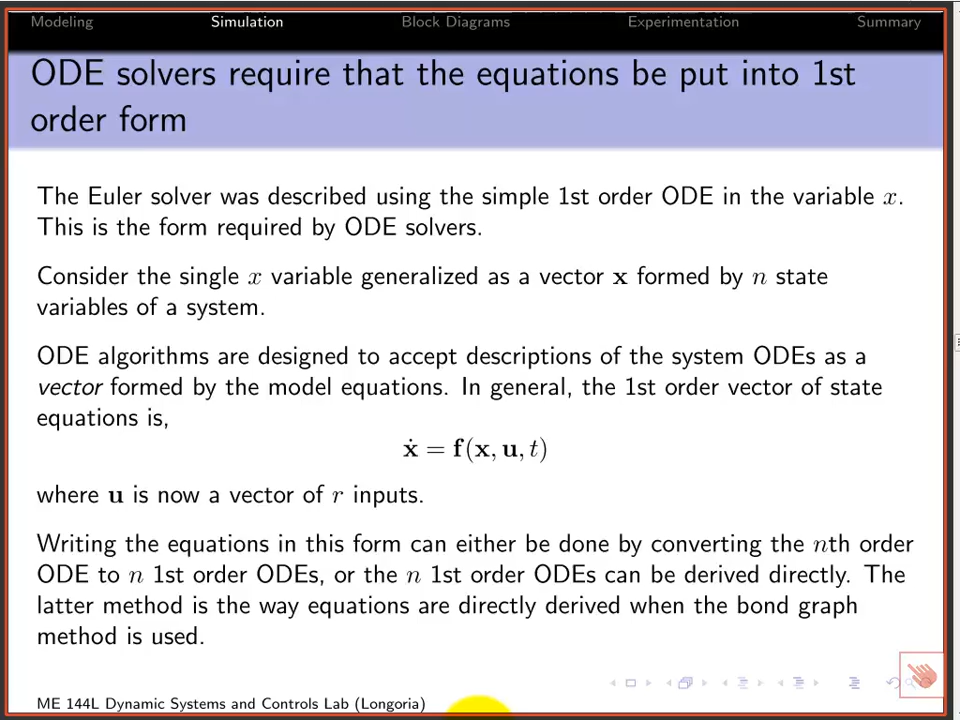 Modeling Simulation Block Diagrams Experimentation Summary
ODE solvers require that the equations be put into 1st
order form
The Euler solver was described using the simple 1st order ODE in the variable x.
This is the form required by ODE solvers.
Consider the single x variable generalized as a vector x formed by n state
variables of a system.
ODE algorithms are designed to accept descriptions of the system ODEs as a
vector formed by the model equations. In general, the 1st order vector of state
equations is,
ẋ = f(x, u, t)
where u is now a vector of r inputs.
Writing the equations in this form can either be done by converting the nth order
ODE to n 1st order ODEs, or the n 1st order ODEs can be derived directly. The
latter method is the way equations are directly derived when the bond graph
method is used.
ME 144L Dynamic Systems and Controls Lab (Longoria)